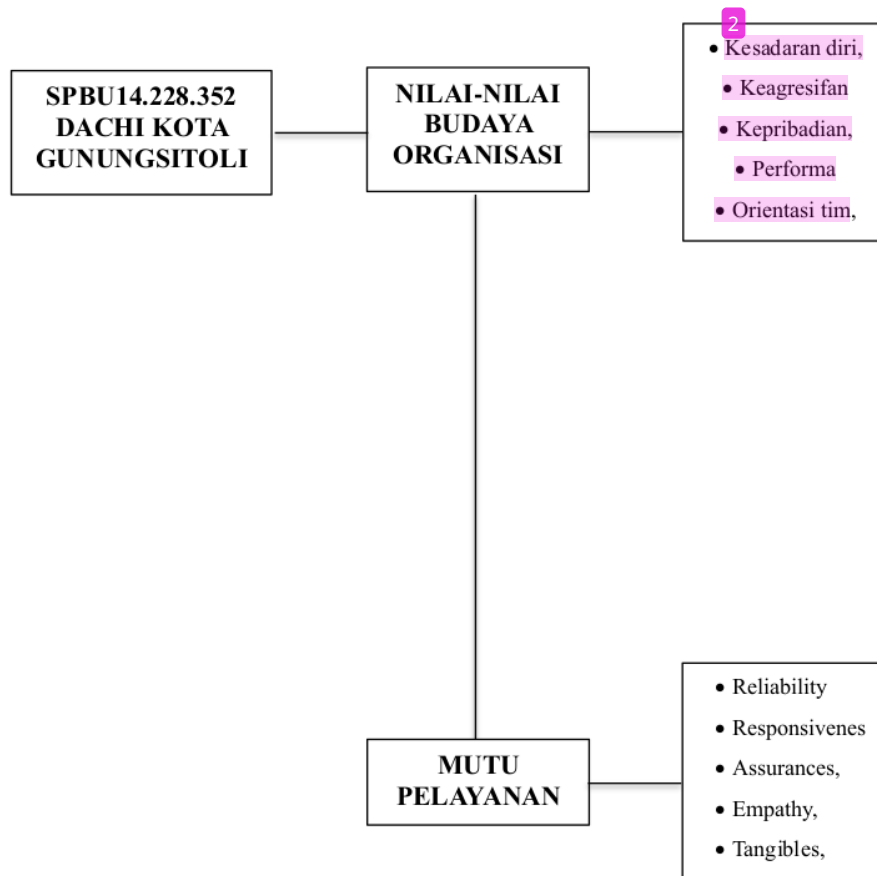 SPBU14.228.352
DACHI KOTA
GUNUNGSITOLI
NILAI-NILAI
BUDAYA
ORGANISASI
2
• Kesadaran diri,
• Keagresifan
• Kepribadian,
• Performa
• Orientasi tim,
MUTU
PELAYANAN
• Reliability
• Responsivenes
• Assurances,
• Empathy,
• Tangibles,